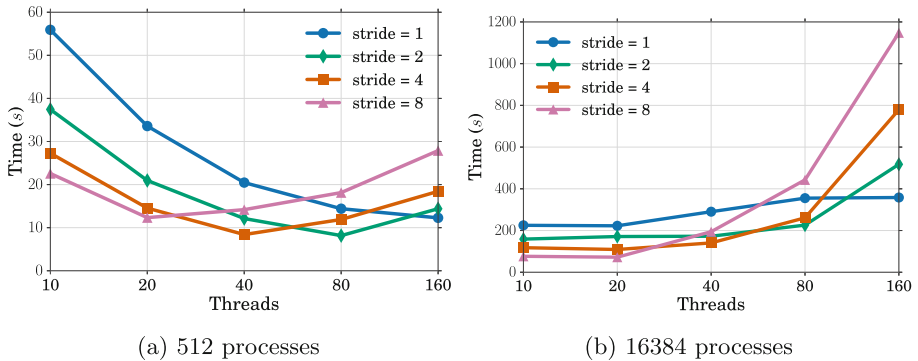 60
50
40
30
20
10
0
Time (s)
stride = 1
stride = 2
stride = 4
stride = 8
10 20 40 80 160
Threads
(a) 512 processes
1200
1000
800
600
400
200
0
Time (s)
stride = 1
stride = 2
stride = 4
stride = 8
10 20 40 80 160
Threads
(b) 16384 processes